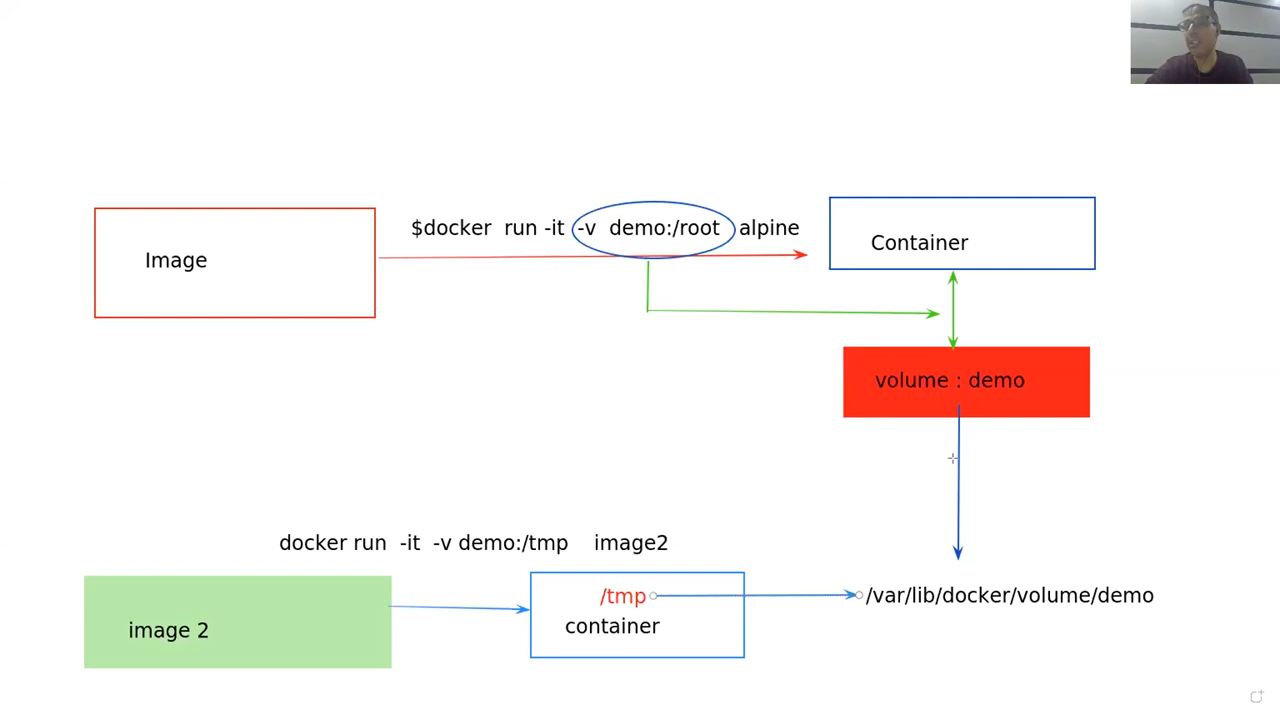 $docker run -it -v demo:/root alpine
Image
Container
volume : demo
docker run -it -v demo:/tmp image2
/tmp
container
/var/lib/docker/volume/demo
image 2